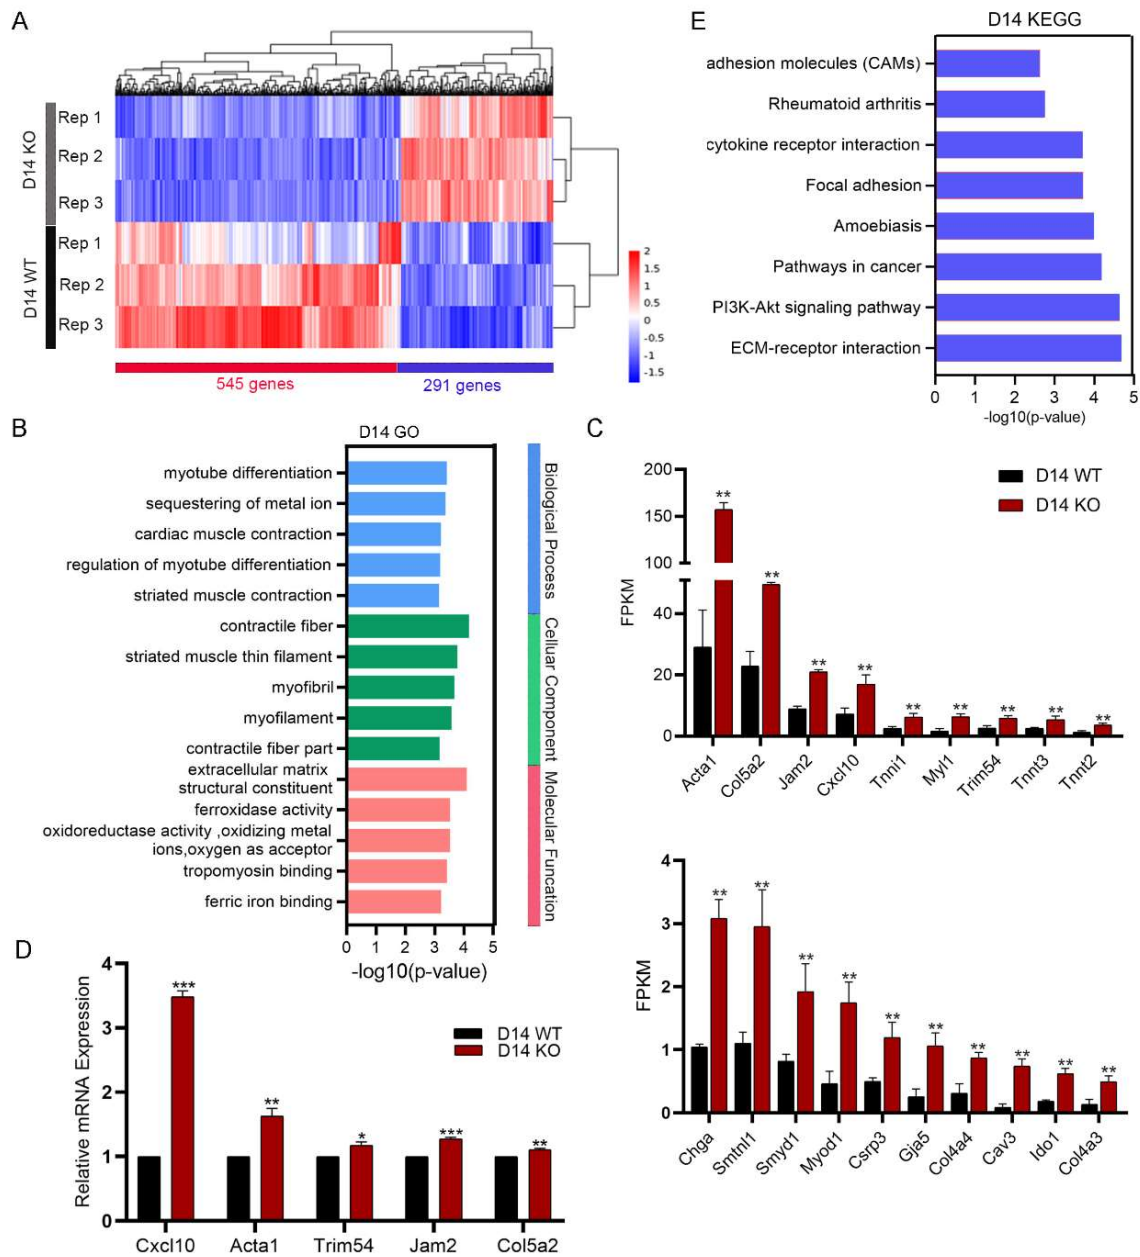 A
D14 KO
Rep 1
Rep 2
Rep 3
D14 WT
Rep 1
Rep 2
Rep 3
2
1.5
1
0.5
0
-0.5
-1
-1.5
545 genes
291 genes
E
D14 KEGG
adhesion molecules (CAMs)
Rheumatoid arthritis
cytokine receptor interaction
Focal adhesion
Amoebiasis
Pathways in cancer
PI3K-Akt signaling pathway
ECM-receptor interaction
0 1 2 3 4 5
-log10(p-value)
B
D14 GO
myotube differentiation
sequestering of metal ion
cardiac muscle contraction
regulation of myotube differentiation
striated muscle contraction
contractile fiber
striated muscle thin filament
myofibril
myofilament
contractile fiber part
extracellular matrix
structural constituent
ferroxidase activity
oxidoreductase activity ,oxidizing metal
ions,oxygen as acceptor
tropomyosin binding
ferric iron binding
0 1 2 3 4 5
-log10(p-value)
Biological Process
Celluar Component
Molecular Funcation
C
D14 WT
D14 KO
FPKM
200
150
100
40
20
0
** ** ** ** ** ** ** ** **
Acta1 Col5a2 Jam2 Cxcl10 Tnni1 Myl1 Trim54 Tnnt3 Tnnt2
FPKM
4
3
2
1
0
** ** ** ** ** ** ** ** ** **
Chga Smtnl1 Smyd1 Myod1 Csrp3 Gja5 Col4a4 Cav3 Ido1 Col4a3
D
Relative mRNA Expression
4
3
2
1
0
D14 WT
D14 KO
*** ** * *** **
Cxcl10 Acta1 Trim54 Jam2 Col5a2